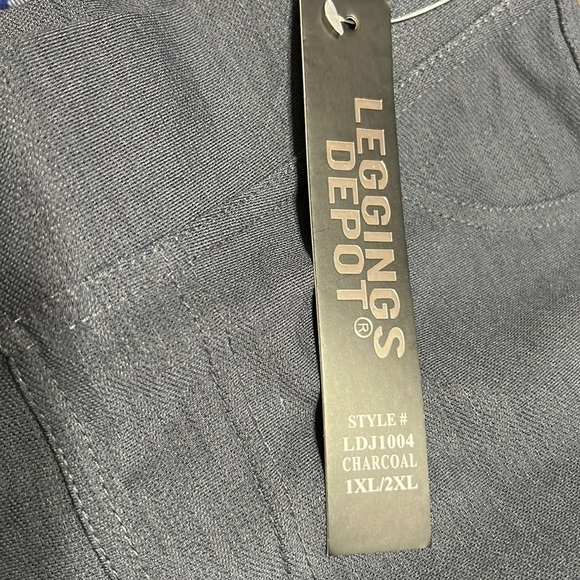 LEGGINGS
DEPOT®
STYLE #
LDJ1004
CHARCOAL
1XL/2XL